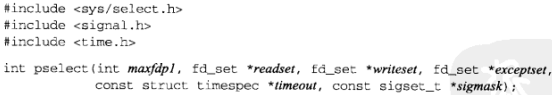 #include <sys/select.h>
#include <signal.h>
#include <time.h>
int pselect(int maxfdp1, fd_set *readset, fd_set *writeset, fd_set *exceptset,
const struct timespec *timeout, const sigset_t *sigmask);